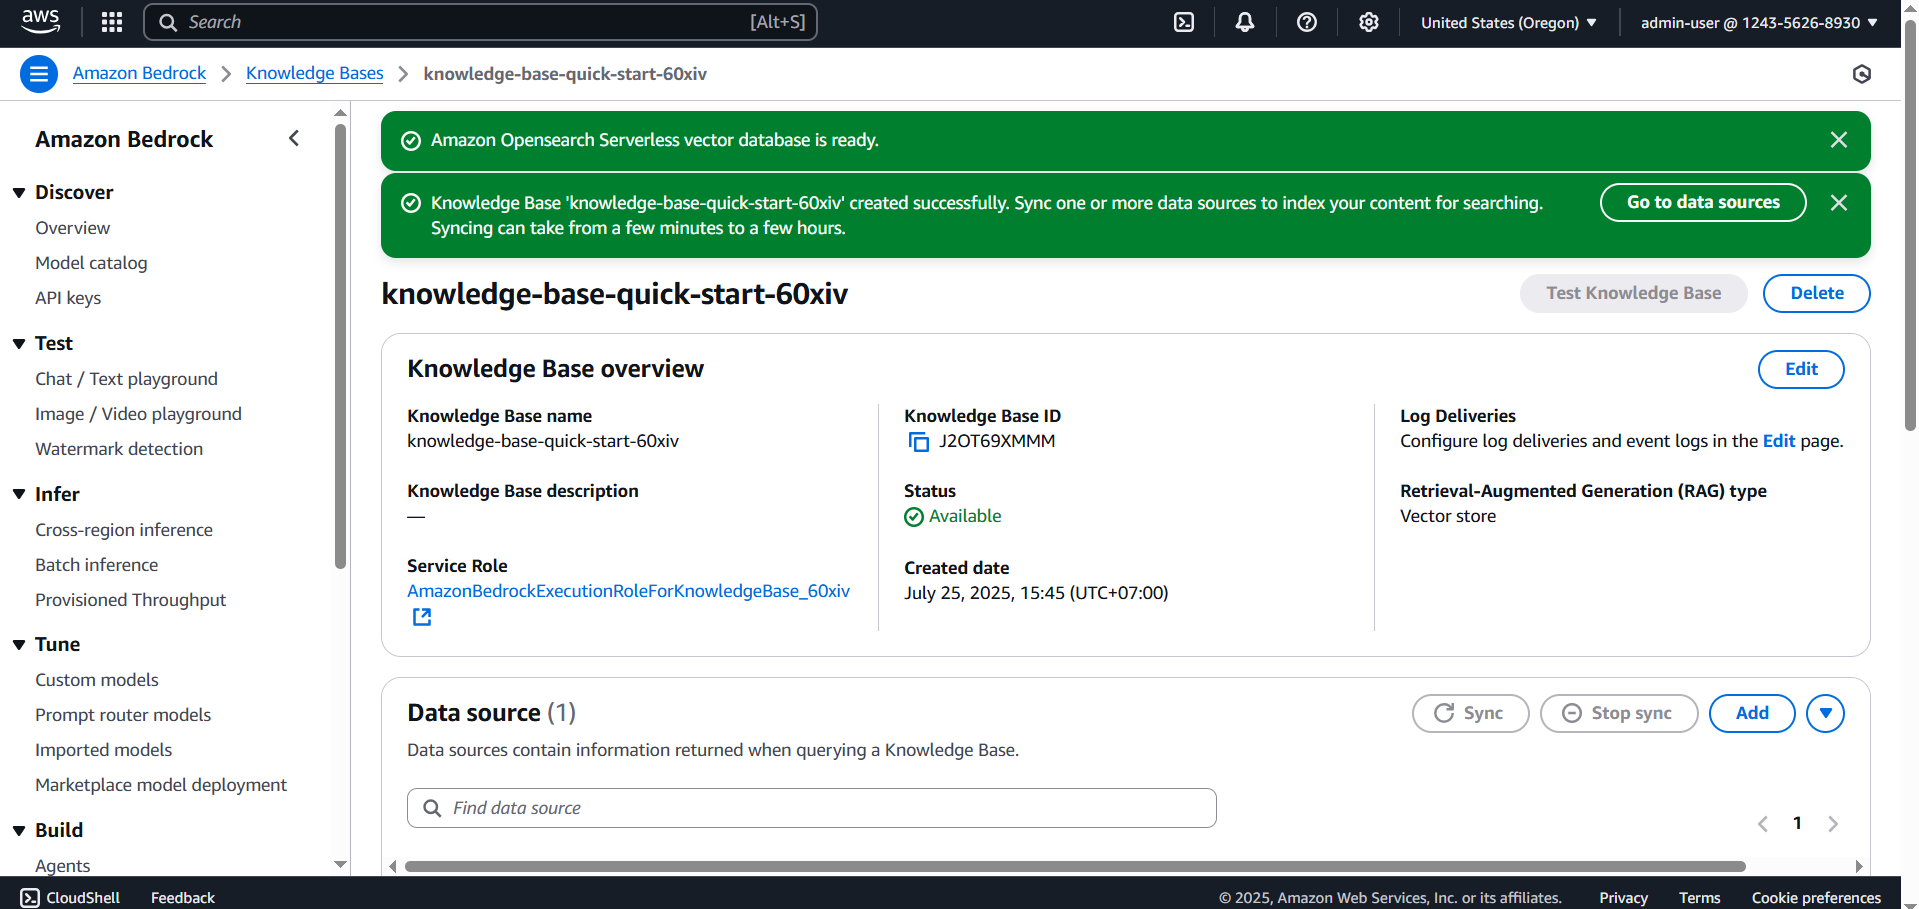 aws
Search
[Alt+S]
United States (Oregon)
admin-user @ 1243-5626-8930
Amazon Bedrock
Knowledge Bases
knowledge-base-quick-start-60xiv
Amazon Bedrock
Discover
Overview
Model catalog
API keys
Test
Chat / Text playground
Image / Video playground
Watermark detection
Infer
Cross-region inference
Batch inference
Provisioned Throughput
Tune
Custom models
Prompt router models
Imported models
Marketplace model deployment
Build
Agents
Amazon Opensearch Serverless vector database is ready.
Knowledge Base 'knowledge-base-quick-start-60xiv' created successfully. Sync one or more data sources to index your content for searching.
Syncing can take from a few minutes to a few hours.
Go to data sources
knowledge-base-quick-start-60xiv
Test Knowledge Base
Delete
Knowledge Base overview
Edit
Knowledge Base name
knowledge-base-quick-start-60xiv
Knowledge Base description
—
Service Role
AmazonBedrockExecutionRoleForKnowledgeBase_60xiv
Knowledge Base ID
J2OT69XMMM
Status
Available
Created date
July 25, 2025, 15:45 (UTC+07:00)
Log Deliveries
Configure log deliveries and event logs in the Edit page.
Retrieval-Augmented Generation (RAG) type
Vector store
Data source (1)
Sync
Stop sync
Add
Data sources contain information returned when querying a Knowledge Base.
Find data source
1
CloudShell
Feedback
© 2025, Amazon Web Services, Inc. or its affiliates.
Privacy
Terms
Cookie preferences